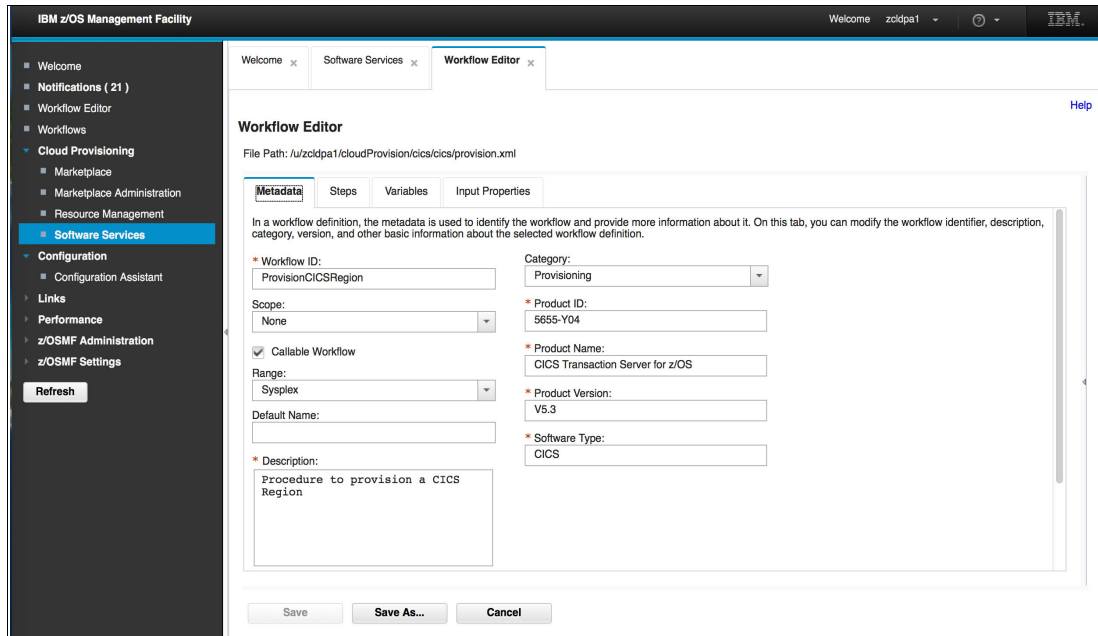 IBM z/OS Management Facility
Welcome zcldpa1
IBM.
Welcome
Notifications ( 21 )
Workflow Editor
Workflows
Cloud Provisioning
Marketplace
Marketplace Administration
Resource Management
Software Services
Configuration
Configuration Assistant
Links
Performance
z/OSMF Administration
z/OSMF Settings
Refresh
Welcome
Software Services
Workflow Editor
Help
Workflow Editor
File Path: /u/zcldpa1/cloudProvision/cics/cics/provision.xml
Metadata
Steps
Variables
Input Properties
In a workflow definition, the metadata is used to identify the workflow and provide more information about it. On this tab, you can modify the workflow identifier, description,
category, version, and other basic information about the selected workflow definition.
* Workflow ID:
ProvisionCICSRegion
Scope:
None
Callable Workflow
Range:
Sysplex
Default Name:
* Description:
Procedure to provision a CICS
Region
Category:
Provisioning
* Product ID:
5655-Y04
* Product Name:
CICS Transaction Server for z/OS
* Product Version:
V5.3
* Software Type:
CICS
Save
Save As...
Cancel